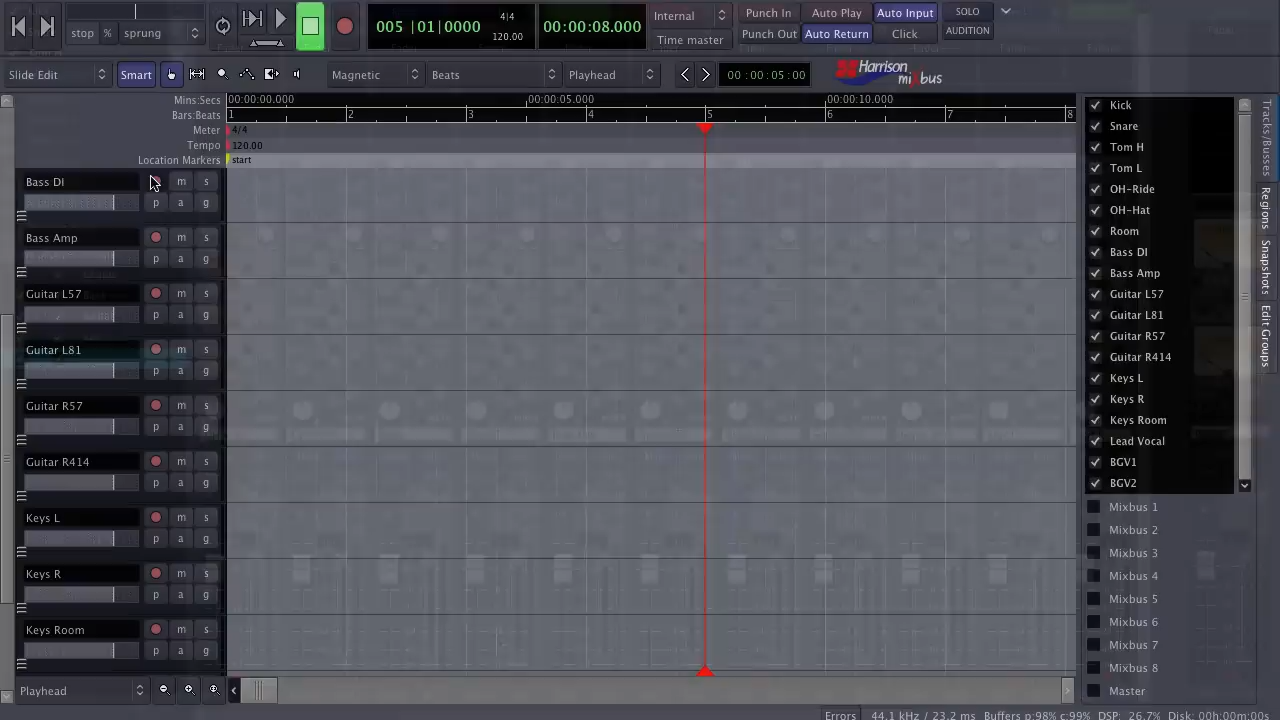 stop % sprung
005 |01|0000
4/4
120.00
00:00:08.000
Internal
Time master
Punch In
Punch Out
Auto Play
Auto Return
Auto Input
Click
SOLO
AUDITION
Slide Edit
Smart
Magnetic
Beats
Playhead
00 : 00 : 05 : 00
Harrison
mixbus
Mins:Secs 00:00:00.000 00:00:05.000 00:00:10.000
Bars:Beats 1 2 3 4 5 6 7 8
Meter 4/4
Tempo 120.00
Location Markers start
Bass DI m s
p a g
Bass Amp m s
p a g
Guitar L57 m s
p a g
Guitar L81 m s
p a g
Guitar R57 m s
p a g
Guitar R414 m s
p a g
Keys L m s
p a g
Keys R m s
p a g
Keys Room m s
p a g
Kick
Snare
Tom H
Tom L
OH-Ride
OH-Hat
Room
Bass DI
Bass Amp
Guitar L57
Guitar L81
Guitar R57
Guitar R414
Keys L
Keys R
Keys Room
Lead Vocal
BGV1
BGV2
Mixbus 1
Mixbus 2
Mixbus 3
Mixbus 4
Mixbus 5
Mixbus 6
Mixbus 7
Mixbus 8
Master
Tracks/Busses
Regions
Snapshots
Edit Groups
Playhead
Errors 44.1 kHz / 23.2 ms Buffers p:98% c:99% DSP: 26.7% Disk: 00h:00m:00s